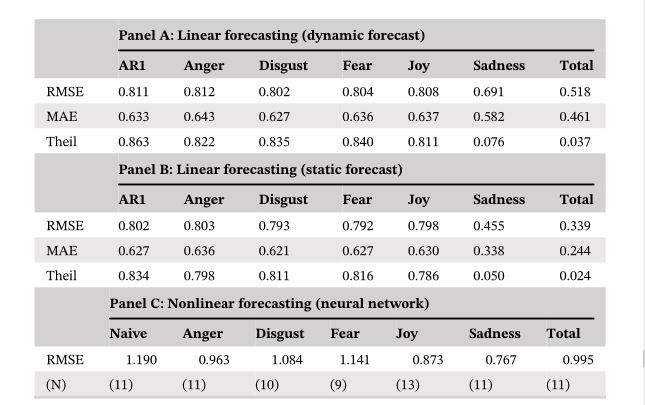 Panel A: Linear forecasting (dynamic forecast)
AR1 Anger Disgust Fear Joy Sadness Total
RMSE 0.811 0.812 0.802 0.804 0.808 0.691 0.518
MAE 0.633 0.643 0.627 0.636 0.637 0.582 0.461
Theil 0.863 0.822 0.835 0.840 0.811 0.076 0.037
Panel B: Linear forecasting (static forecast)
AR1 Anger Disgust Fear Joy Sadness Total
RMSE 0.802 0.803 0.793 0.792 0.798 0.455 0.339
MAE 0.627 0.636 0.621 0.627 0.630 0.338 0.244
Theil 0.834 0.798 0.811 0.816 0.786 0.050 0.024
Panel C: Nonlinear forecasting (neural network)
Naive Anger Disgust Fear Joy Sadness Total
RMSE 1.190 0.963 1.084 1.141 0.873 0.767 0.995
(N) (11) (11) (10) (9) (13) (11) (11)